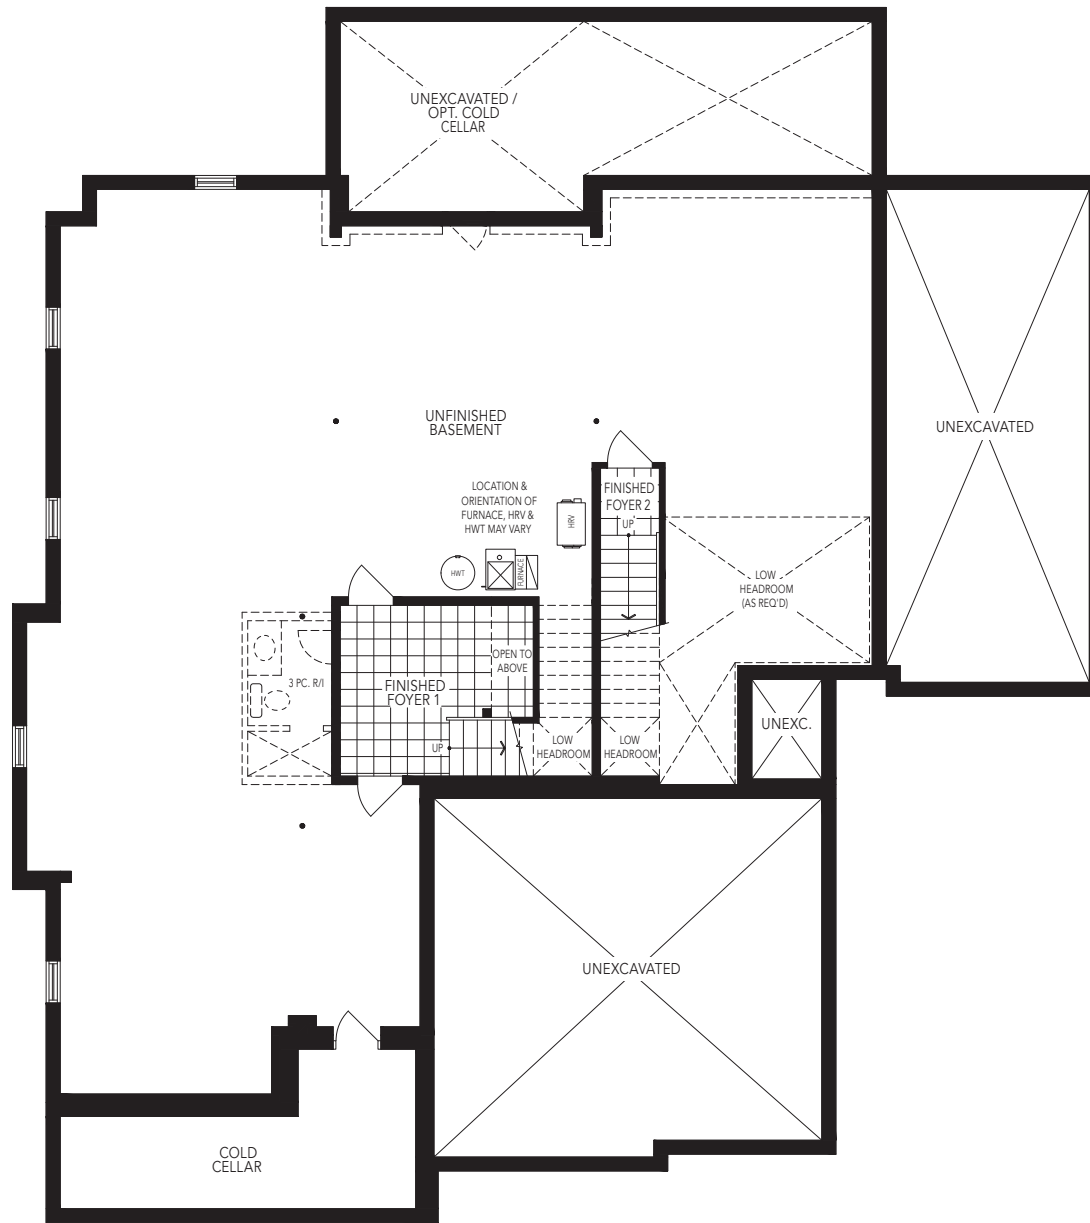 UNEXCAVATED /
OPT. COLD
CELLAR
UNFINISHED
BASEMENT
UNEXCAVATED
LOCATION &
ORIENTATION OF
FURNACE, HRV &
HWT MAY VARY
HRV
FINISHED
FOYER 2
UP
HWT
FURNACE
LOW
HEADROOM
(AS REQ'D)
OPEN TO
ABOVE
3 PC. R/I
FINISHED
FOYER 1
UP
LOW
HEADROOM
LOW
HEADROOM
UNEXC.
UNEXCAVATED
COLD
CELLAR